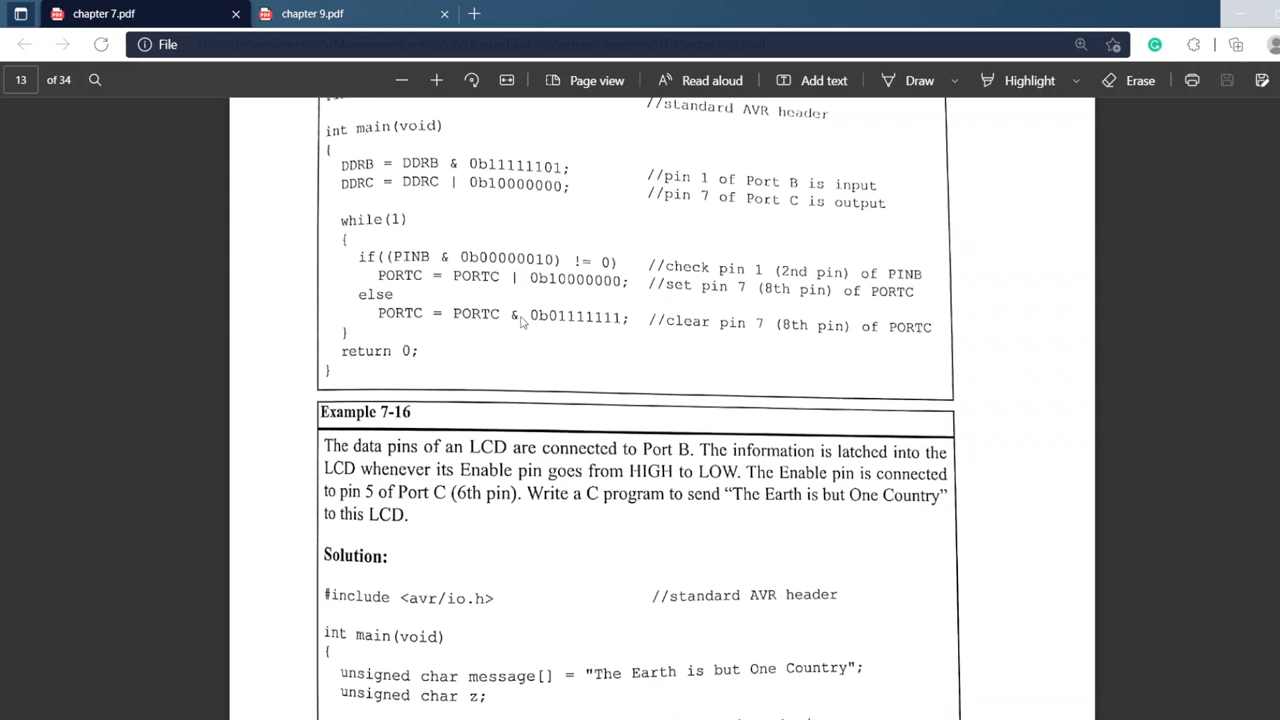 chapter 7.pdf
chapter 9.pdf
File
13 of 34
Page view
Read aloud
Add text
Draw
Highlight
Erase
//standard AVR header
int main(void)
{
DDRB = DDRB & 0b11111101; //pin 1 of Port B is input
DDRC = DDRC | 0b10000000; //pin 7 of Port C is output
while(1)
{
if((PINB & 0b00000010) != 0) //check pin 1 (2nd pin) of PINB
PORTC = PORTC | 0b10000000; //set pin 7 (8th pin) of PORTC
else
PORTC = PORTC & 0b01111111; //clear pin 7 (8th pin) of PORTC
}
return 0;
}
Example 7-16
The data pins of an LCD are connected to Port B. The information is latched into the
LCD whenever its Enable pin goes from HIGH to LOW. The Enable pin is connected
to pin 5 of Port C (6th pin). Write a C program to send “The Earth is but One Country”
to this LCD.
Solution:
#include <avr/io.h> //standard AVR header
int main(void)
{
unsigned char message[] = "The Earth is but One Country";
unsigned char z;